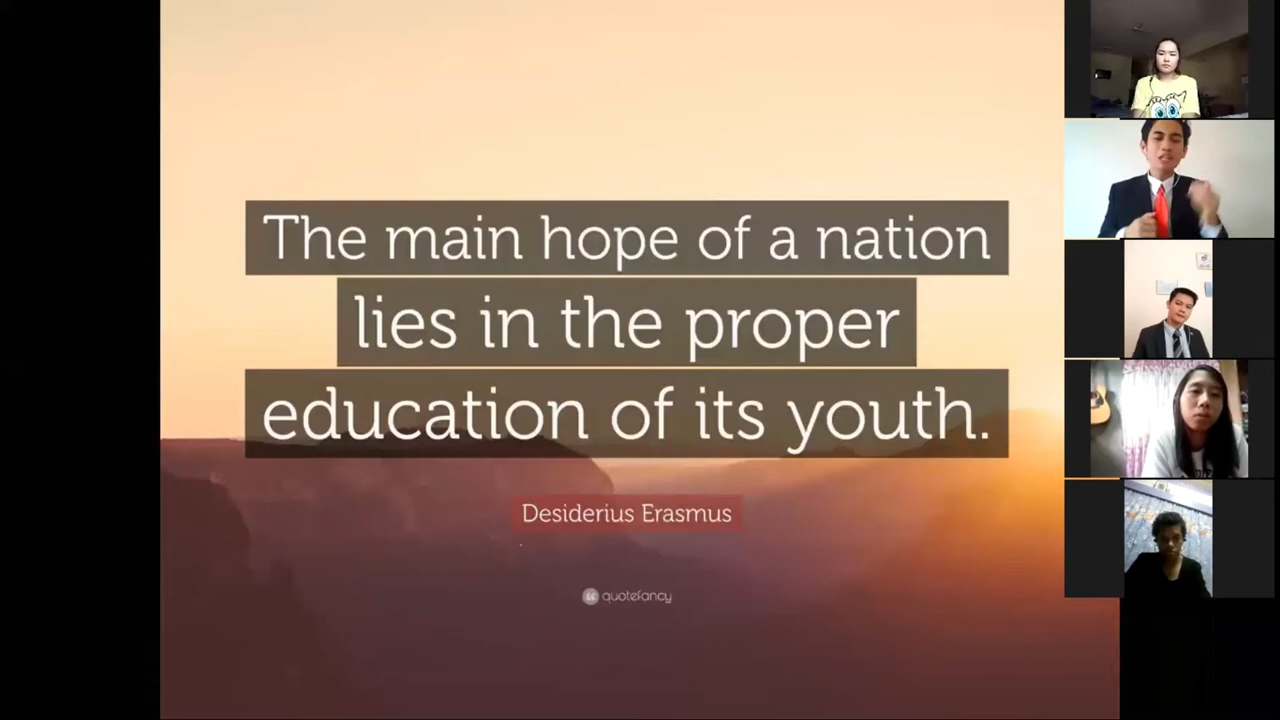 The main hope of a nation
lies in the proper
education of its youth.
Desiderius Erasmus
quotefancy